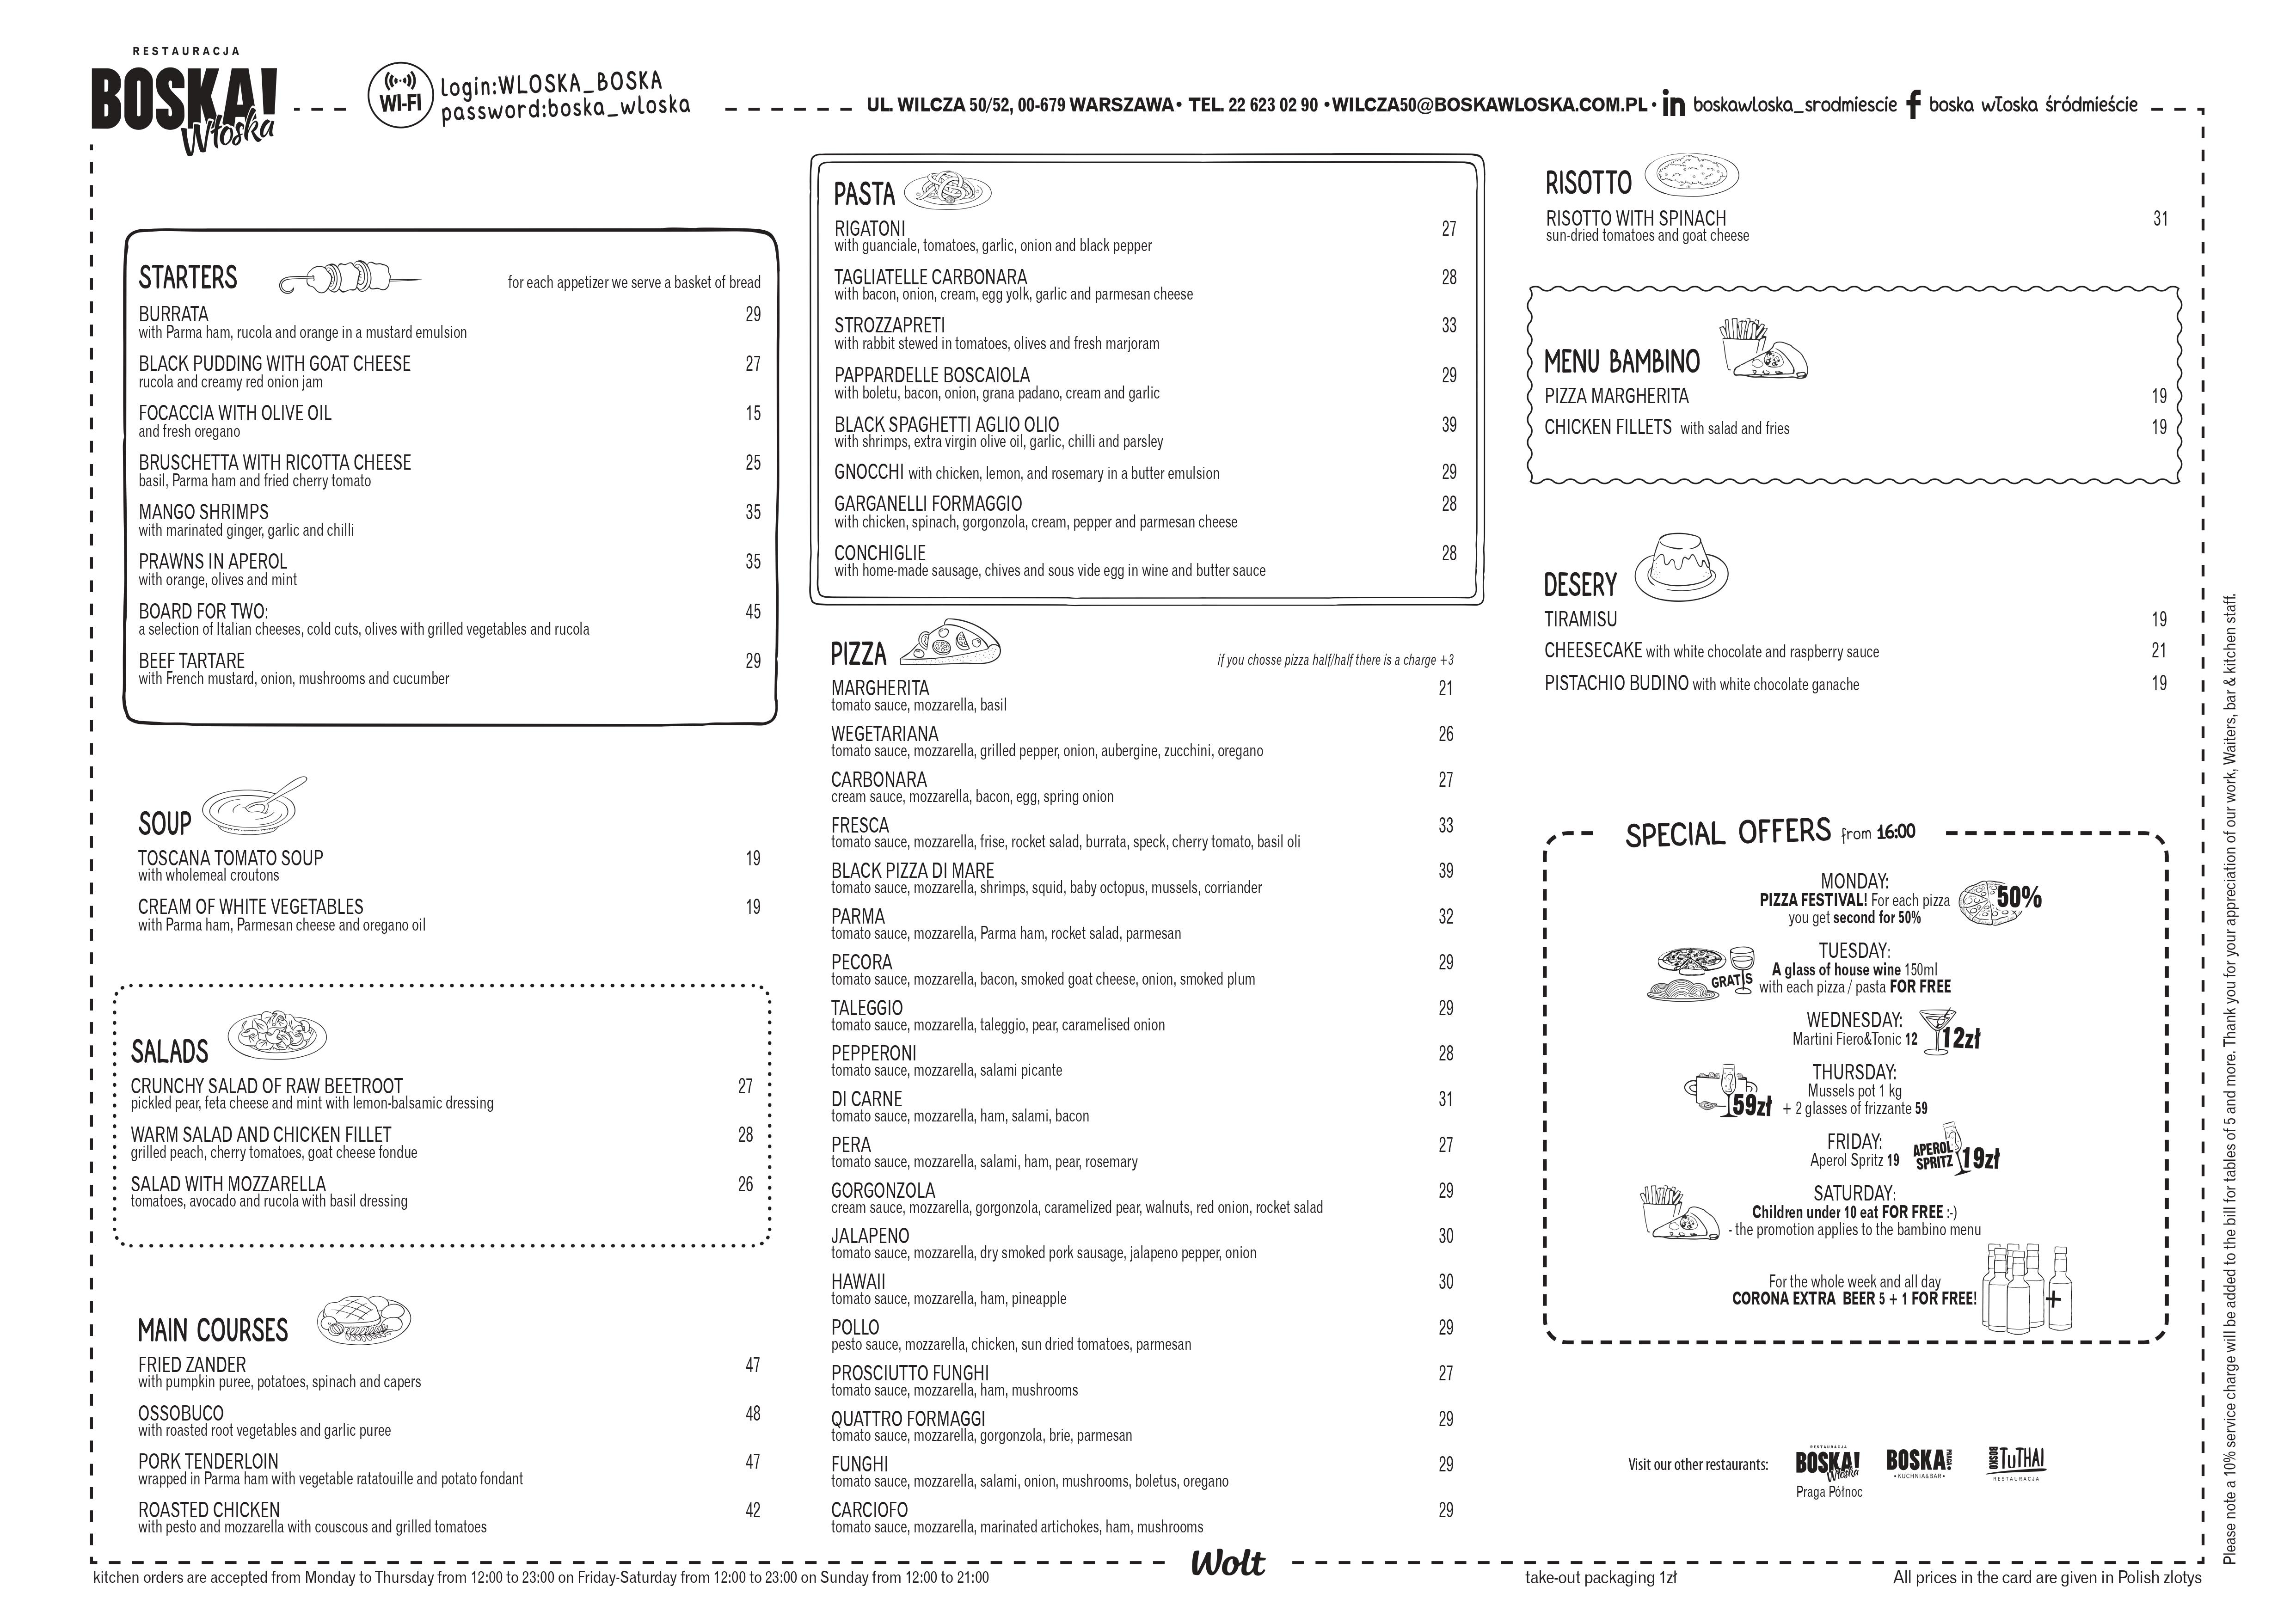 RESTAURACJA
BOSKA!
Włoska
WI-FI
login:WLOSKA_BOSKA
password:boska_wloska
UL. WILCZA 50/52, 00-679 WARSZAWA • TEL. 22 623 02 90 • WILCZA50@BOSKAWLOSKA.COM.PL • in boskawloska_srodmiescie f boska włoska śródmieście
STARTERS
for each appetizer we serve a basket of bread
BURRATA 29
with Parma ham, rucola and orange in a mustard emulsion
BLACK PUDDING WITH GOAT CHEESE 27
rucola and creamy red onion jam
FOCACCIA WITH OLIVE OIL 15
and fresh oregano
BRUSCHETTA WITH RICOTTA CHEESE 25
basil, Parma ham and fried cherry tomato
MANGO SHRIMPS 35
with marinated ginger, garlic and chilli
PRAWNS IN APEROL 35
with orange, olives and mint
BOARD FOR TWO: 45
a selection of Italian cheeses, cold cuts, olives with grilled vegetables and rucola
BEEF TARTARE 29
with French mustard, onion, mushrooms and cucumber
SOUP
TOSCANA TOMATO SOUP 19
with wholemeal croutons
CREAM OF WHITE VEGETABLES 19
with Parma ham, Parmesan cheese and oregano oil
SALADS
CRUNCHY SALAD OF RAW BEETROOT 27
pickled pear, feta cheese and mint with lemon-balsamic dressing
WARM SALAD AND CHICKEN FILLET 28
grilled peach, cherry tomatoes, goat cheese fondue
SALAD WITH MOZZARELLA 26
tomatoes, avocado and rucola with basil dressing
MAIN COURSES
FRIED ZANDER 47
with pumpkin puree, potatoes, spinach and capers
OSSOBUCO 48
with roasted root vegetables and garlic puree
PORK TENDERLOIN 47
wrapped in Parma ham with vegetable ratatouille and potato fondant
ROASTED CHICKEN 42
with pesto and mozzarella with couscous and grilled tomatoes
PASTA
RIGATONI 27
with guanciale, tomatoes, garlic, onion and black pepper
TAGLIATELLE CARBONARA 28
with bacon, onion, cream, egg yolk, garlic and parmesan cheese
STROZZAPRETI 33
with rabbit stewed in tomatoes, olives and fresh marjoram
PAPPARDELLE BOSCAIOLA 29
with boletu, bacon, onion, grana padano, cream and garlic
BLACK SPAGHETTI AGLIO OLIO 39
with shrimps, extra virgin olive oil, garlic, chilli and parsley
GNOCCHI with chicken, lemon, and rosemary in a butter emulsion 29
GARGANELLI FORMAGGIO 28
with chicken, spinach, gorgonzola, cream, pepper and parmesan cheese
CONCHIGLIE 28
with home-made sausage, chives and sous vide egg in wine and butter sauce
PIZZA
if you chosse pizza half/half there is a charge +3
MARGHERITA 21
tomato sauce, mozzarella, basil
WEGETARIANA 26
tomato sauce, mozzarella, grilled pepper, onion, aubergine, zucchini, oregano
CARBONARA 27
cream sauce, mozzarella, bacon, egg, spring onion
FRESCA 33
tomato sauce, mozzarella, frise, rocket salad, burrata, speck, cherry tomato, basil oli
BLACK PIZZA DI MARE 39
tomato sauce, mozzarella, shrimps, squid, baby octopus, mussels, corriander
PARMA 32
tomato sauce, mozzarella, Parma ham, rocket salad, parmesan
PECORA 29
tomato sauce, mozzarella, bacon, smoked goat cheese, onion, smoked plum
TALEGGIO 29
tomato sauce, mozzarella, taleggio, pear, caramelised onion
PEPPERONI 28
tomato sauce, mozzarella, salami picante
DI CARNE 31
tomato sauce, mozzarella, ham, salami, bacon
PERA 27
tomato sauce, mozzarella, salami, ham, pear, rosemary
GORGONZOLA 29
cream sauce, mozzarella, gorgonzola, caramelized pear, walnuts, red onion, rocket salad
JALAPENO 30
tomato sauce, mozzarella, dry smoked pork sausage, jalapeno pepper, onion
HAWAII 30
tomato sauce, mozzarella, ham, pineapple
POLLO 29
pesto sauce, mozzarella, chicken, sun dried tomatoes, parmesan
PROSCIUTTO FUNGHI 27
tomato sauce, mozzarella, ham, mushrooms
QUATTRO FORMAGGI 29
tomato sauce, mozzarella, gorgonzola, brie, parmesan
FUNGHI 29
tomato sauce, mozzarella, salami, onion, mushrooms, boletus, oregano
CARCIOFO 29
tomato sauce, mozzarella, marinated artichokes, ham, mushrooms
RISOTTO
RISOTTO WITH SPINACH 31
sun-dried tomatoes and goat cheese
MENU BAMBINO
PIZZA MARGHERITA 19
CHICKEN FILLETS with salad and fries 19
DESERY
TIRAMISU 19
CHEESECAKE with white chocolate and raspberry sauce 21
PISTACHIO BUDINO with white chocolate ganache 19
SPECIAL OFFERS from 16:00
MONDAY:
PIZZA FESTIVAL! For each pizza
you get second for 50%
50%
TUESDAY:
A glass of house wine 150ml
with each pizza / pasta FOR FREE
GRATIS
WEDNESDAY:
Martini Fiero&Tonic 12
12zł
THURSDAY:
Mussels pot 1 kg
+ 2 glasses of frizzante 59
59zł
FRIDAY:
Aperol Spritz 19
APEROL
SPRITZ 19zł
SATURDAY:
Children under 10 eat FOR FREE :-)
- the promotion applies to the bambino menu
For the whole week and all day
CORONA EXTRA BEER 5 + 1 FOR FREE!
+
Visit our other restaurants:
RESTAURACJA
BOSKA!
Włoska
Praga Północ
BOSKA!
PRAGA
• KUCHNIA&BAR •
BOSKO
TuTHAI
RESTAURACJA
Please note a 10% service charge will be added to the bill for tables of 5 and more. Thank you for your appreciation of our work, Waiters, bar & kitchen staff.
Wolt
kitchen orders are accepted from Monday to Thursday from 12:00 to 23:00 on Friday-Saturday from 12:00 to 23:00 on Sunday from 12:00 to 21:00
take-out packaging 1zł
All prices in the card are given in Polish zlotys